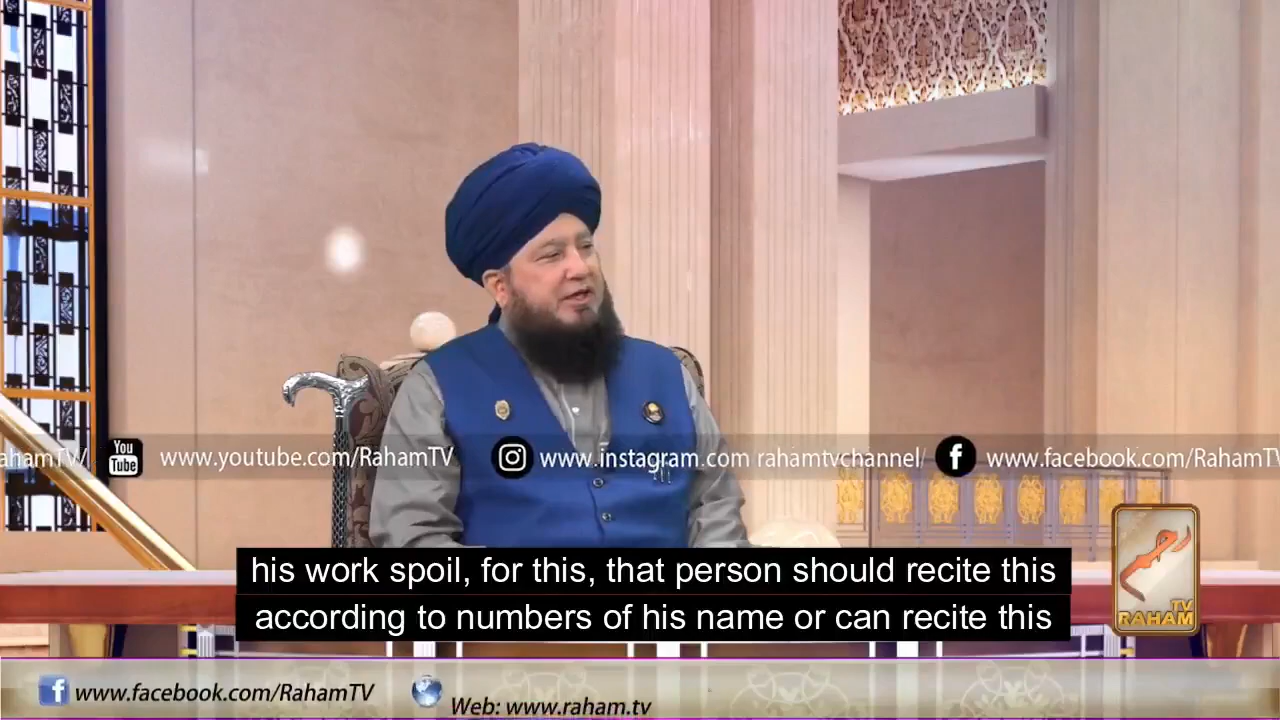 ahamTV/ You Tube www.youtube.com/RahamTV www.instagram.com rahamtvchannel/ f www.facebook.com/RahamTV
his work spoil, for this, that person should recite this
according to numbers of his name or can recite this
رحم
TV
RAHAM
f www.facebook.com/RahamTV Web: www.raham.tv